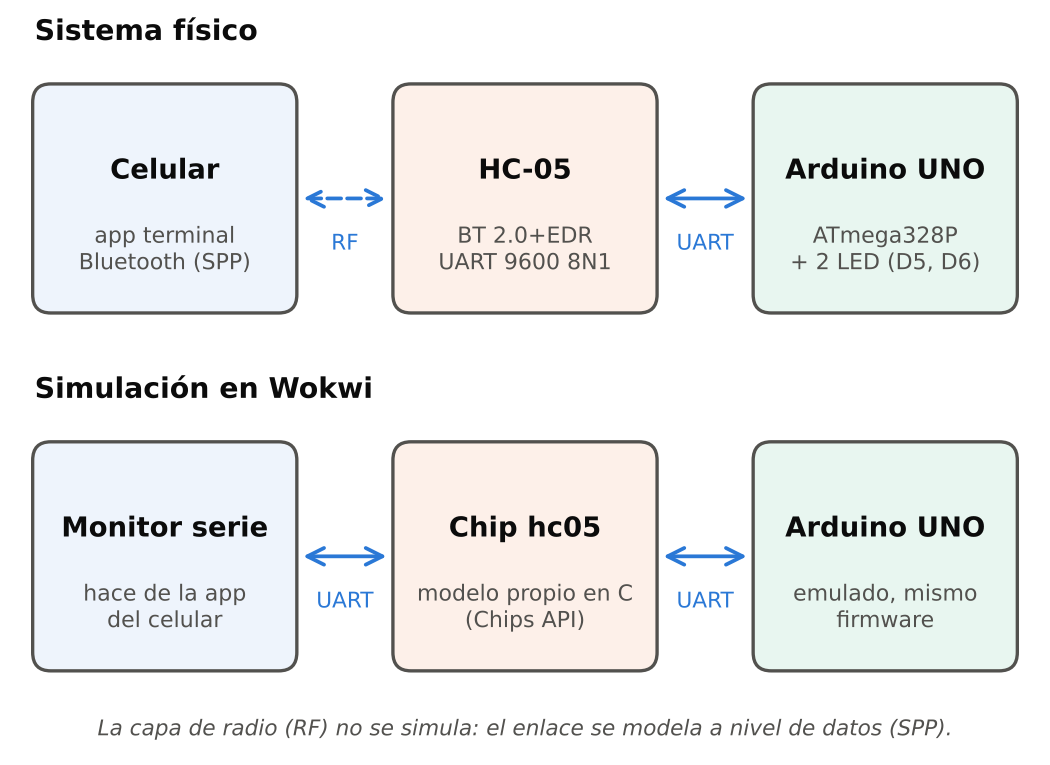 Sistema físico
Celular
app terminal
Bluetooth (SPP)
RF
HC-05
BT 2.0+EDR
UART 9600 8N1
UART
Arduino UNO
ATmega328P
+ 2 LED (D5, D6)
Simulación en Wokwi
Monitor serie
hace de la app
del celular
UART
Chip hc05
modelo propio en C
(Chips API)
UART
Arduino UNO
emulado, mismo
firmware
La capa de radio (RF) no se simula: el enlace se modela a nivel de datos (SPP).